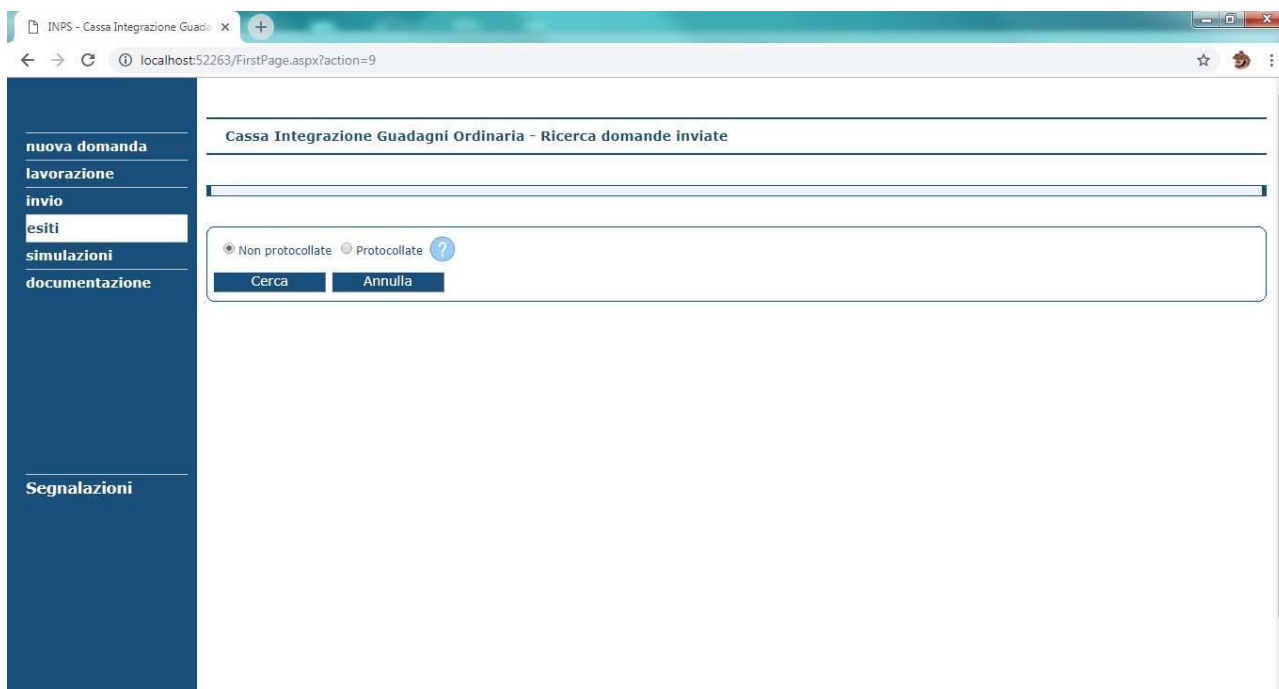 INPS - Cassa Integrazione Guada
localhost:52263/FirstPage.aspx?action=9
Cassa Integrazione Guadagni Ordinaria - Ricerca domande inviate
nuova domanda
lavorazione
invio
esiti
simulazioni
documentazione
Segnalazioni
Non protocollate Protocollate ?
Cerca Annulla